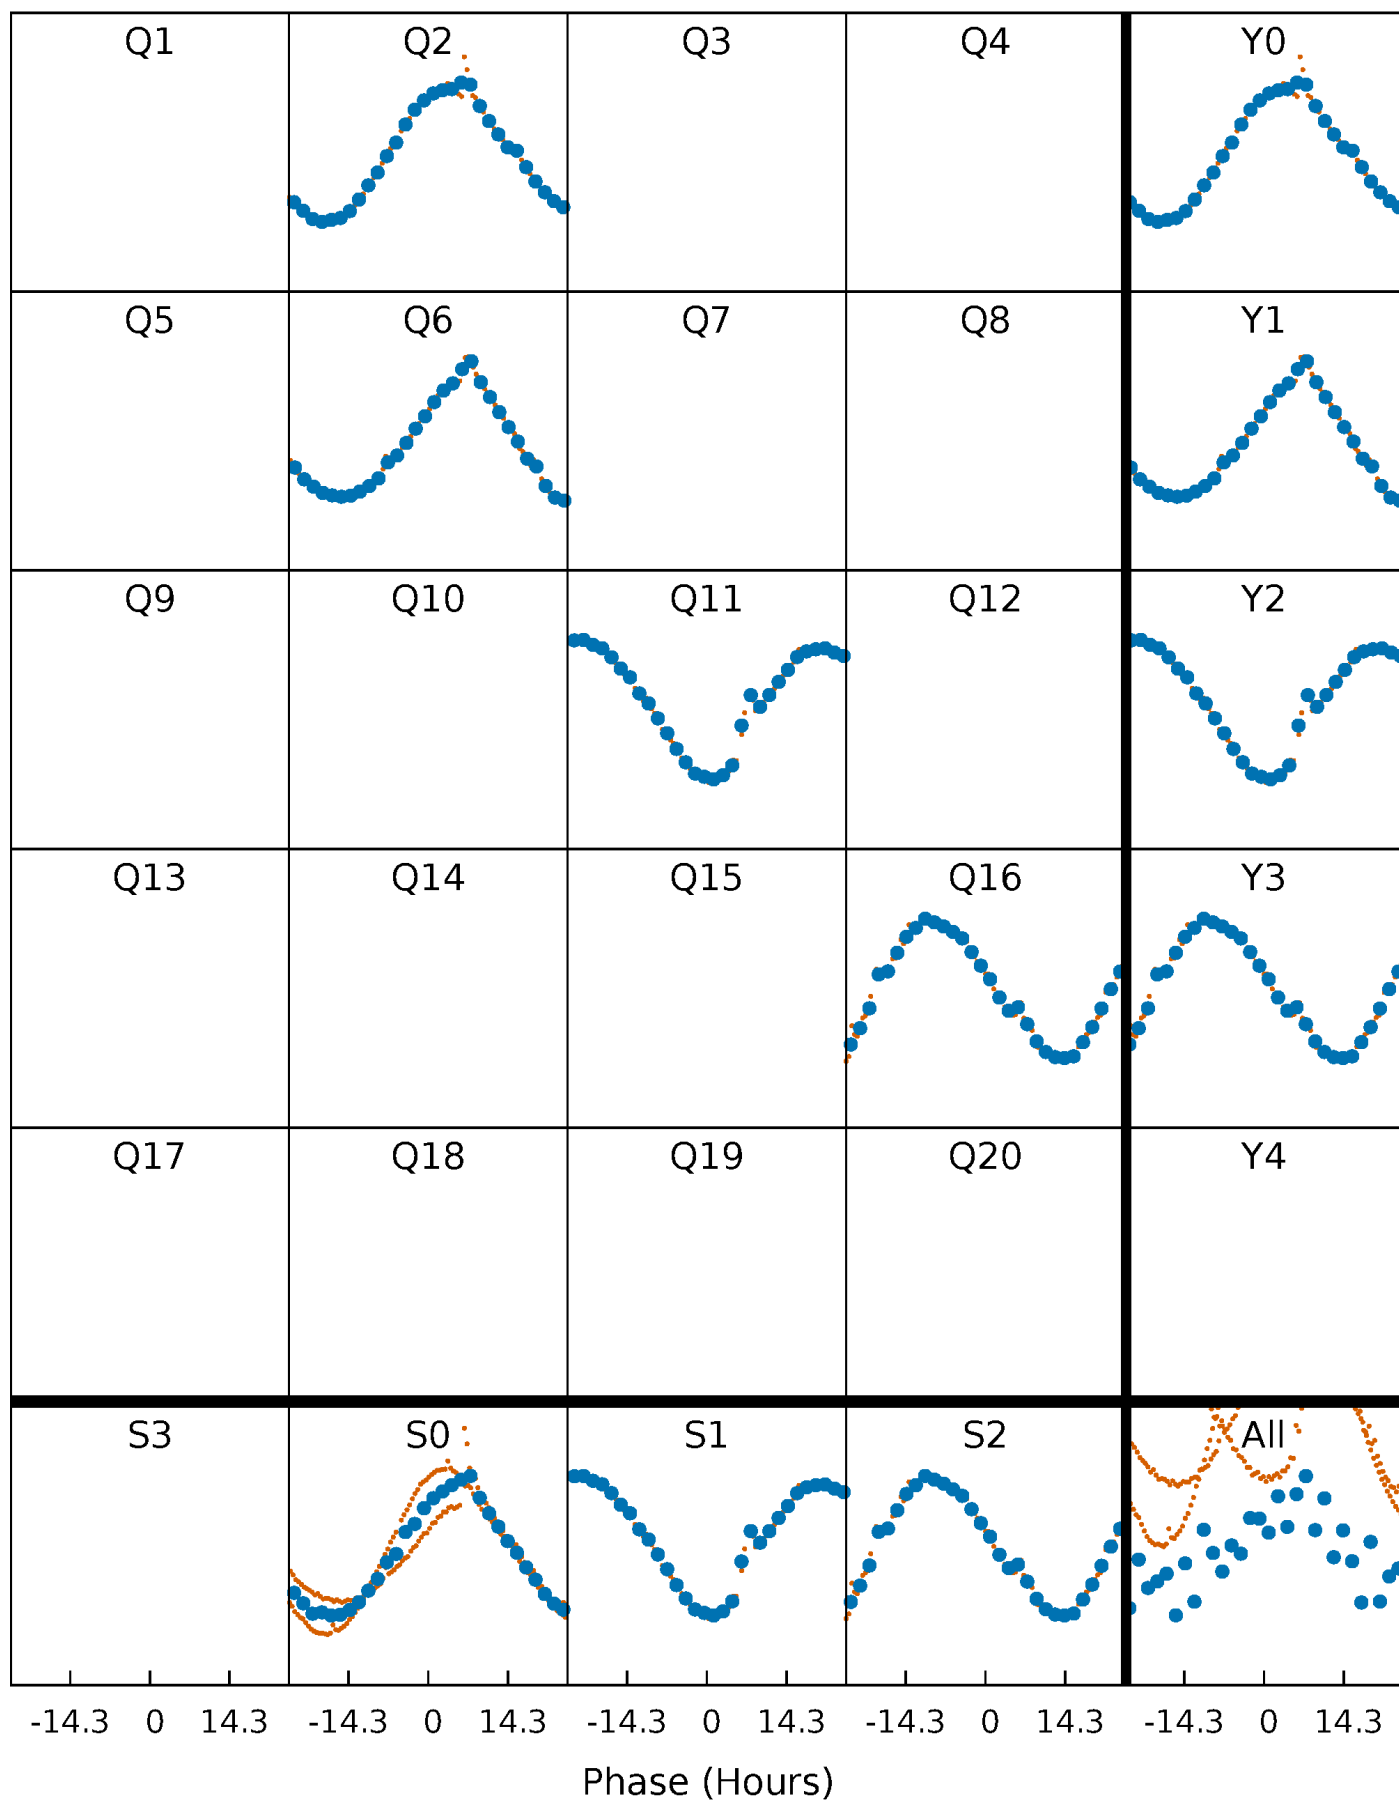 Q1 Q2 Q3 Q4 Y0
Q5 Q6 Q7 Q8 Y1
Q9 Q10 Q11 Q12 Y2
Q13 Q14 Q15 Q16 Y3
Q17 Q18 Q19 Q20 Y4
S3 S0 S1 S2 All
-14.3 0 14.3 -14.3 0 14.3 -14.3 0 14.3 -14.3 0 14.3 -14.3 0 14.3
Phase (Hours)